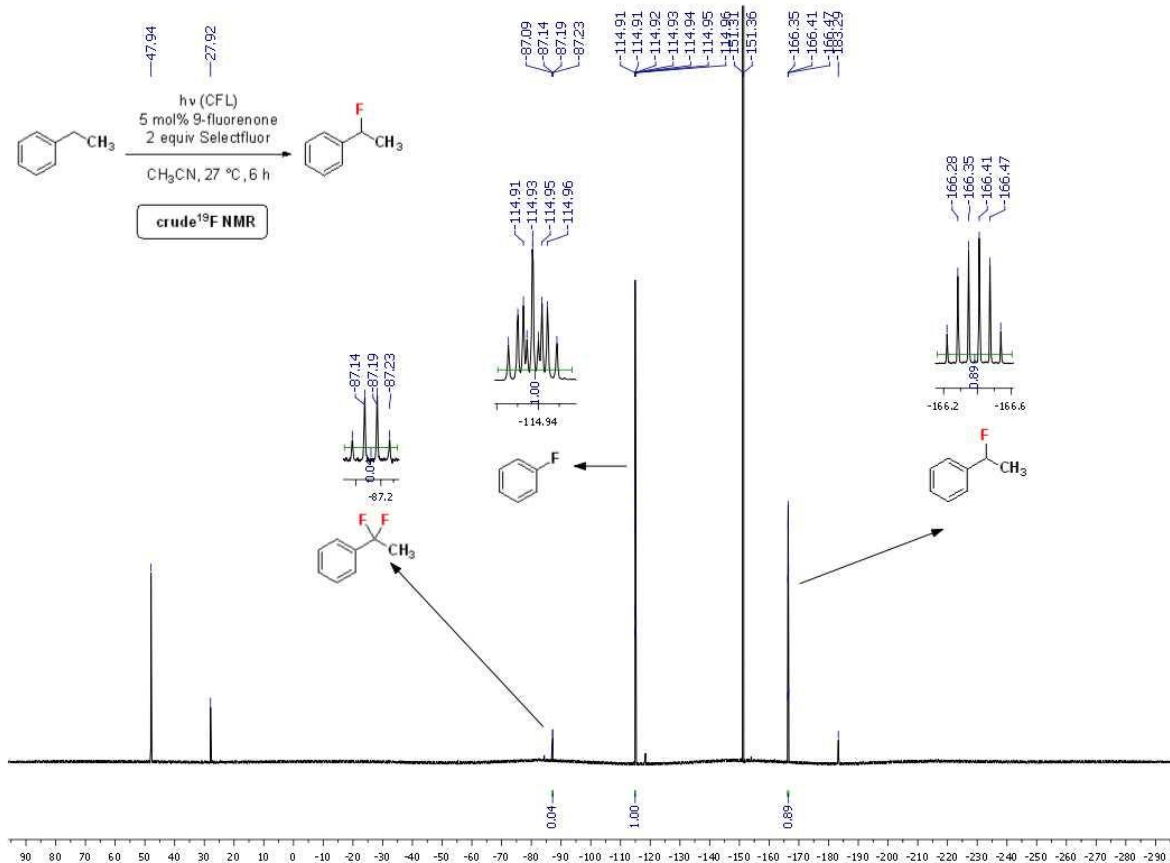 -47.94
-27.92
-87.09
-87.14
-87.19
-87.23
-114.91
-114.91
-114.92
-114.93
-114.94
-114.95
-114.96
-151.31
-151.36
-166.35
-166.41
-166.47
-183.29
hν (CFL)
5 mol% 9-fluorenone
2 equiv Selectfluor
CH₃CN, 27 °C, 6 h
CH₃
F
CH₃
crude ¹⁹F NMR
-114.91
-114.93
-114.95
-114.96
1.00
-114.94
-166.28
-166.35
-166.41
-166.47
0.89
-166.2
-166.6
-87.14
-87.19
-87.23
0.04
-87.2
F
F
CH₃
F F
CH₃
0.04
1.00
0.89
90 80 70 60 50 40 30 20 10 0 -10 -20 -30 -40 -50 -60 -70 -80 -90 -100 -110 -120 -130 -140 -150 -160 -170 -180 -190 -200 -210 -220 -230 -240 -250 -260 -270 -280 -290